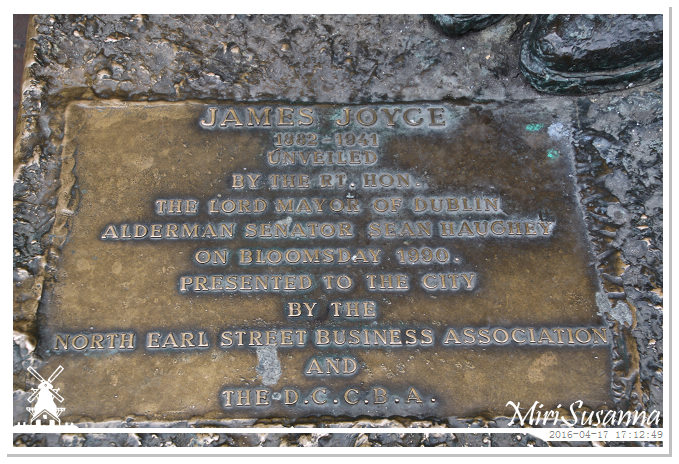 JAMES JOYCE
1882-1941
UNVEILED
BY THE RT. HON.
THE LORD MAYOR OF DUBLIN
ALDERMAN SENATOR SEAN HAUGHEY
ON BLOOMSDAY 1990.
PRESENTED TO THE CITY
BY THE
NORTH EARL STREET BUSINESS ASSOCIATION
AND
THE D.C.C.B.A.
MiriSusanna
2016-04-17 17:12:49